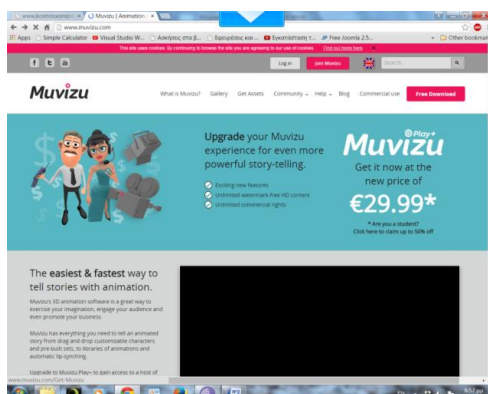 Muvizu | Animation
www.muvizu.com
Apps
Simple Calculator
Visual Studio W...
Ασκήσεις στα β...
Εγκατάσταση τ...
Free Joomla 2.5...
Other bookmar
This site uses cookies. By continuing to browse the site you are agreeing to our use of cookies. Find out more here
Log in
Join Muvizu
Search
Muvizu
What is Muvizu?
Gallery
Get Assets
Community
Help
Blog
Commercial use
Free Download
Upgrade your Muvizu
experience for even more
powerful story-telling.
Exciting new features
Unlimited watermark free HD content
Unlimited commercial rights
Play+
Muvizu
Get it now at the
new price of
€29.99*
* Are you a student?
Click here to claim up to 50% off
The easiest & fastest way to
tell stories with animation.
Muvizu's 3D animation software is a great way to
exercise your imagination, engage your audience and
even promote your business.
Muvizu has everything you need to tell an animated
story from drag and drop customizable characters
and pre-built sets, to libraries of animations and
automatic lip-synching.
Upgrade to Muvizu Play+ to gain access to a host of
www.muvizu.com/Get-Muvizu